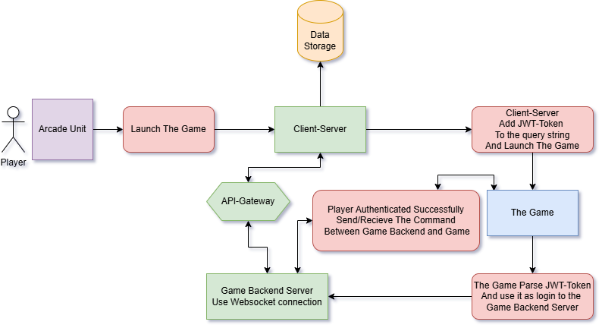 Data
Storage
Player
Arcade Unit
Launch The Game
Client-Server
Client-Server
Add JWT-Token
To the query string
And Launch The Game
API-Gateway
Player Authenticated Successfully
Send/Recieve The Command
Between Game Backend and Game
The Game
Game Backend Server
Use Websocket connection
The Game Parse JWT-Token
And use it as login to the
Game Backend Server